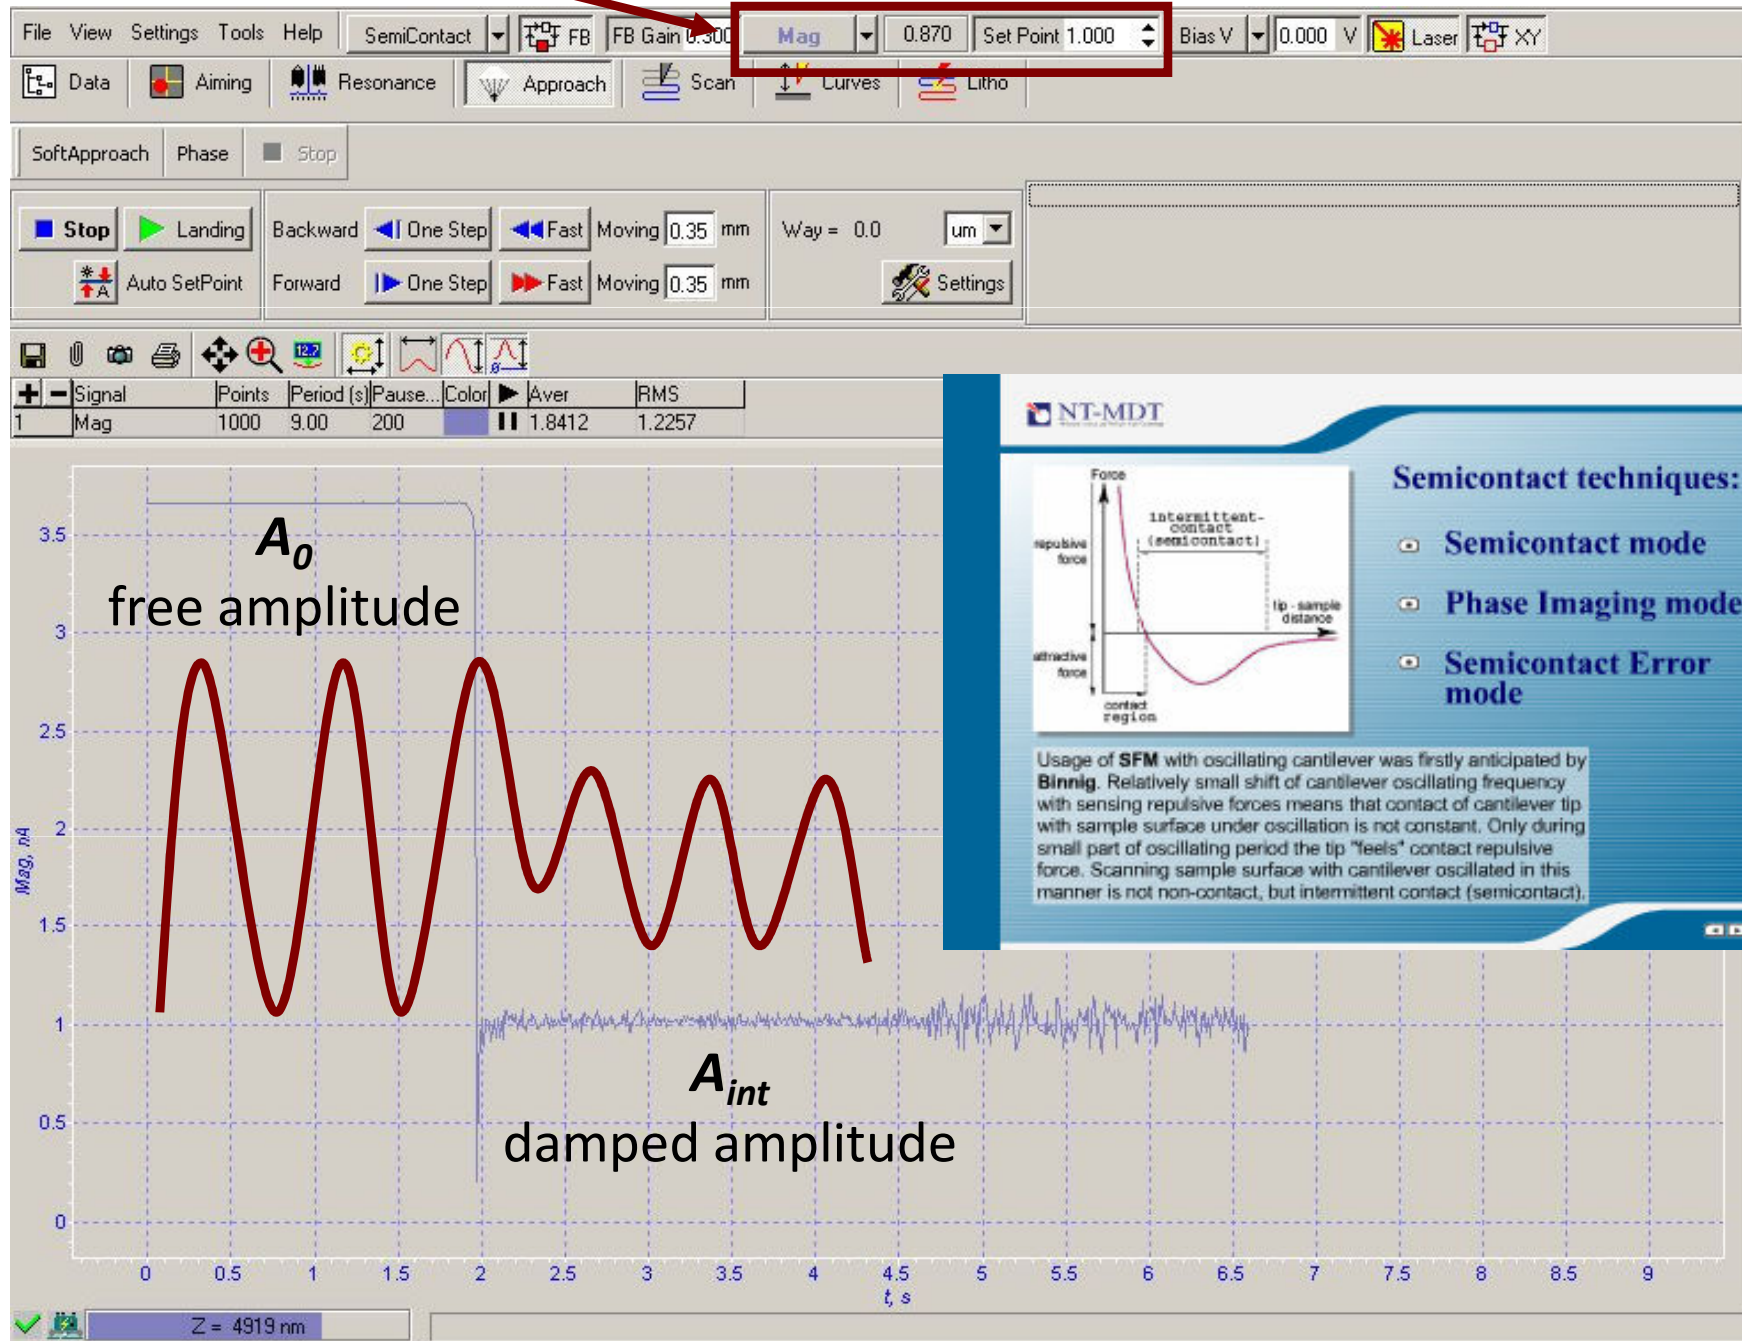 File View Settings Tools Help SemiContact FB FB Gain 0.300 Mag 0.870 Set Point 1.000 Bias V 0.000 V Laser XY
Data Aiming Resonance Approach Scan Curves Litho
SoftApproach Phase Stop
Stop Landing Backward One Step Fast Moving 0.35 mm Way = 0.0 um
Auto SetPoint Forward One Step Fast Moving 0.35 mm Settings
Signal Points Period (s) Pause... Color Aver RMS
1 Mag 1000 9.00 200 1.8412 1.2257
NT-MDT
Semicontact techniques:
Semicontact mode
Phase Imaging mode
Semicontact Error
mode
Force
intermittent-
contact
(semicontact)
repulsive
force
tip - sample
distance
attractive
force
contact
region
Usage of SFM with oscillating cantilever was firstly anticipated by
Binnig. Relatively small shift of cantilever oscillating frequency
with sensing repulsive forces means that contact of cantilever tip
with sample surface under oscillation is not constant. Only during
small part of oscillating period the tip "feels" contact repulsive
force. Scanning sample surface with cantilever oscillated in this
manner is not non-contact, but intermittent contact (semicontact).
A0
free amplitude
Aint
damped amplitude
Mag, nA
3.5
3
2.5
2
1.5
1
0.5
0
0 0.5 1 1.5 2 2.5 3 3.5 4 4.5 5 5.5 6 6.5 7 7.5 8 8.5 9
t, s
Z = 4919 nm